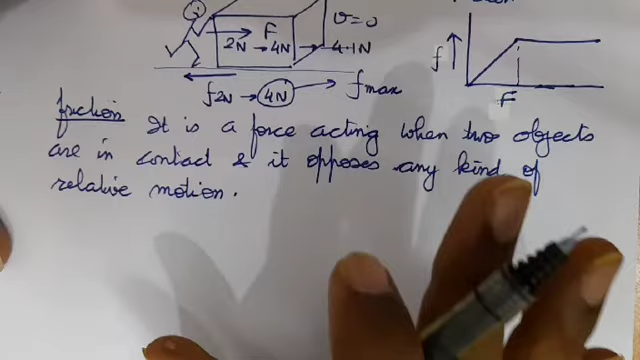 v=0
F
2N → 4N → 4.1N
f
f 2N → 4N → fmax
F
friction It is a force acting when two objects
are in contact & it opposes any kind of
relative motion.